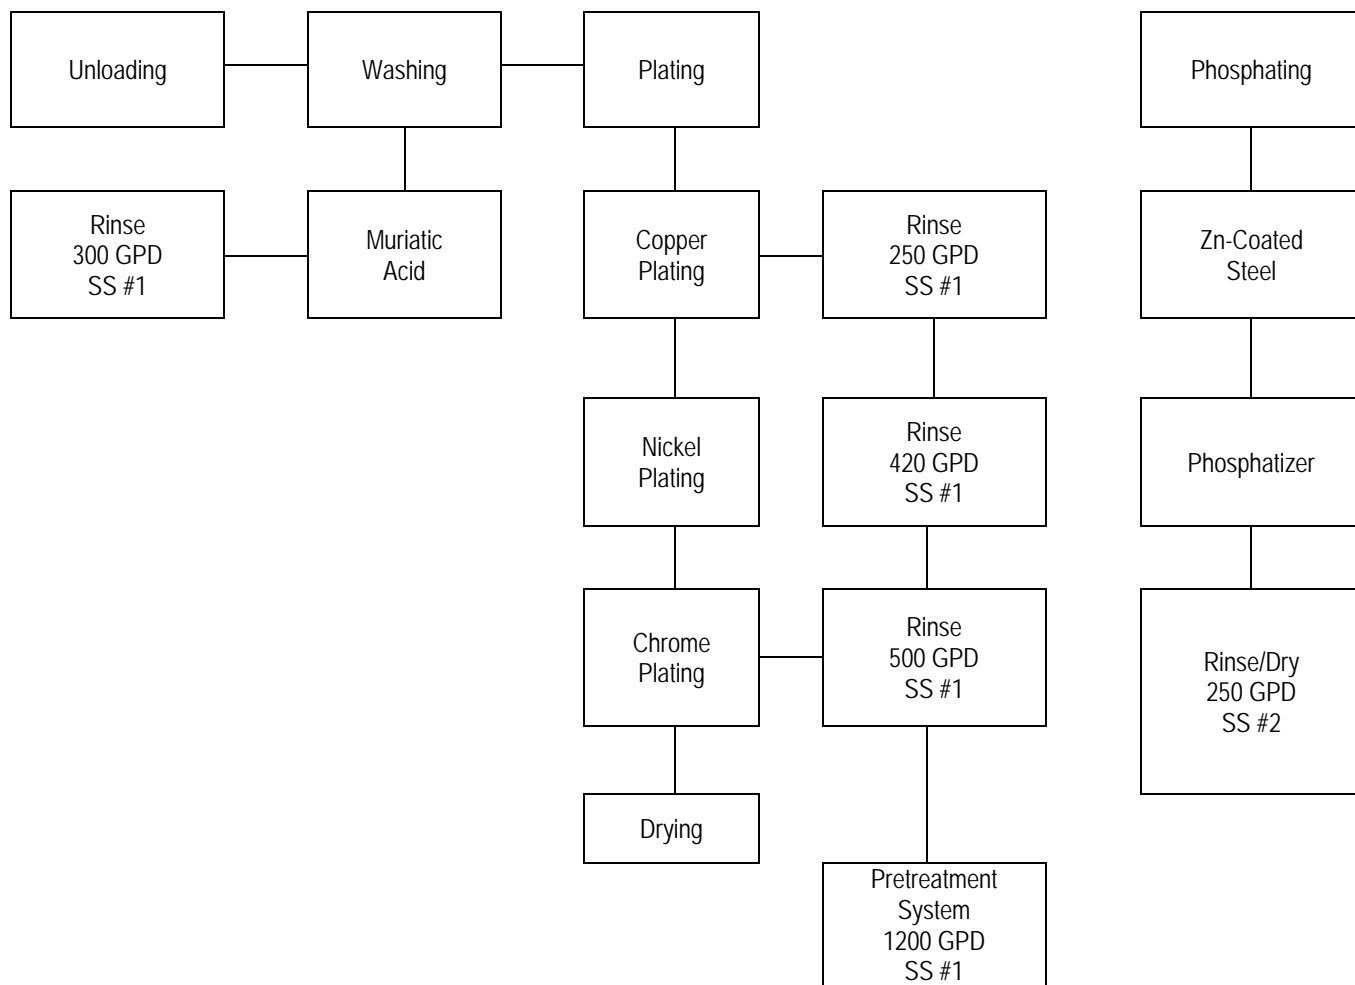 Unloading
Washing
Plating
Phosphating
Rinse
300 GPD
SS #1
Muriatic
Acid
Copper
Plating
Rinse
250 GPD
SS #1
Zn-Coated
Steel
Nickel
Plating
Rinse
420 GPD
SS #1
Phosphatizer
Chrome
Plating
Rinse
500 GPD
SS #1
Rinse/Dry
250 GPD
SS #2
Drying
Pretreatment
System
1200 GPD
SS #1